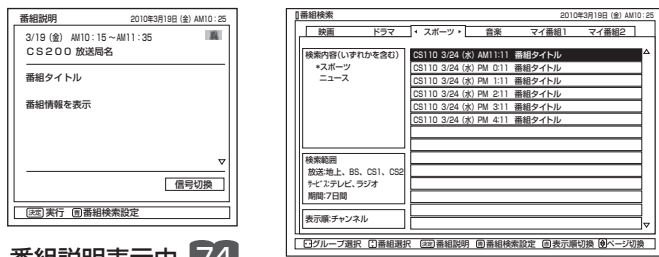 番組説明 2010年3月19日 (金) AM10:25
3/19 (金) AM10:15~AM11:35
CS200 放送局名
番組タイトル
番組情報を表示
信号切換
決定 実行 青 番組検索設定
番組説明表示中 74
番組検索 2010年3月19日 (金) AM10:25
映画 ドラマ スポーツ 音楽 マイ番組1 マイ番組2
検索内容(いずれかを含む)
*スポーツ
ニュース
検索範囲
放送:地上、BS、CS1、CS2
サービス:テレビ、ラジオ
期間:7日間
表示順:チャンネル
CS110 3/24 (水) AM11:11 番組タイトル
CS110 3/24 (水) PM 0:11 番組タイトル
CS110 3/24 (水) PM 1:11 番組タイトル
CS110 3/24 (水) PM 2:11 番組タイトル
CS110 3/24 (水) PM 3:11 番組タイトル
CS110 3/24 (水) PM 4:11 番組タイトル
グループ選択 番組選択 決定 番組説明 青 番組検索設定 表示順切換 ページ切換